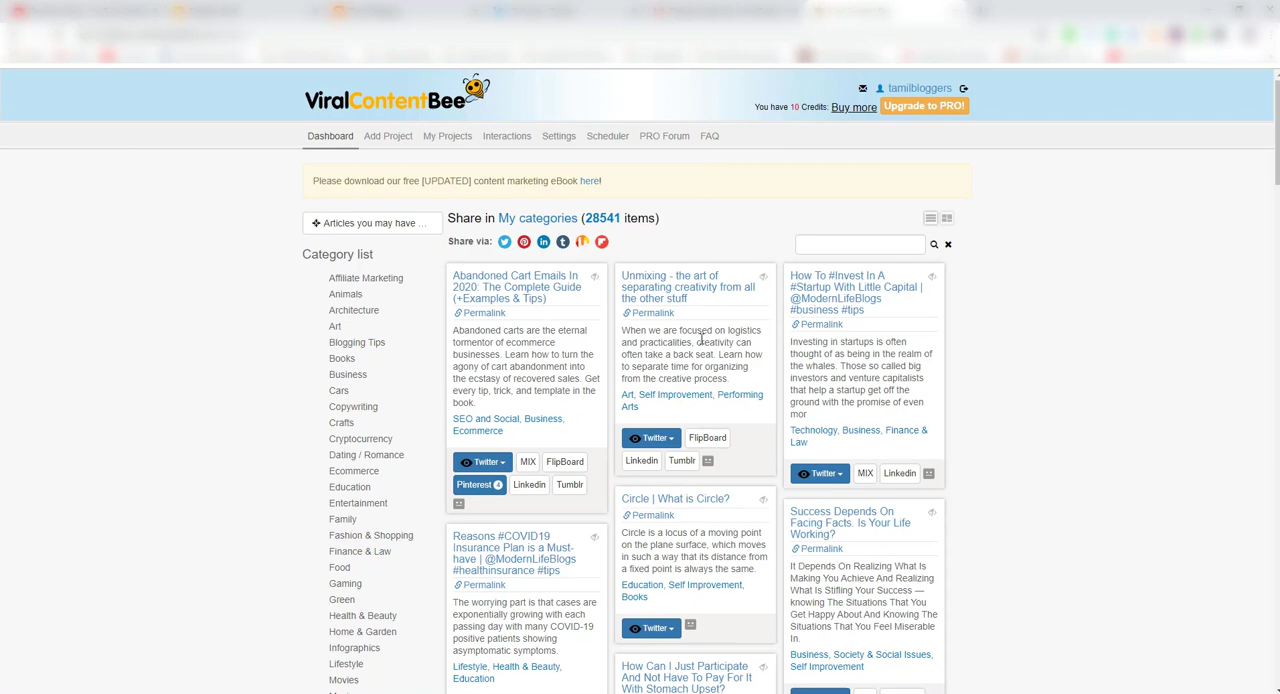 ViralContentBee
tamilbloggers
You have 10 Credits: Buy more Upgrade to PRO!
Dashboard Add Project My Projects Interactions Settings Scheduler PRO Forum FAQ
Please download our free [UPDATED] content marketing eBook here!
Articles you may have ...
Category list
Affiliate Marketing
Animals
Architecture
Art
Blogging Tips
Books
Business
Cars
Copywriting
Crafts
Cryptocurrency
Dating / Romance
Ecommerce
Education
Entertainment
Family
Fashion & Shopping
Finance & Law
Food
Gaming
Green
Health & Beauty
Home & Garden
Infographics
Lifestyle
Movies
Share in My categories (28541 items)
Share via:
Abandoned Cart Emails In
2020: The Complete Guide
(+Examples & Tips)
Permalink
Abandoned carts are the eternal
tormentor of ecommerce
businesses. Learn how to turn the
agony of cart abandonment into
the ecstasy of recovered sales. Get
every tip, trick, and template in the
book.
SEO and Social, Business,
Ecommerce
Twitter MIX FlipBoard
Pinterest 4 Linkedin Tumblr
Reasons #COVID19
Insurance Plan is a Must-
have | @ModernLifeBlogs
#healthinsurance #tips
Permalink
The worrying part is that cases are
exponentially growing with each
passing day with many COVID-19
positive patients showing
asymptomatic symptoms.
Lifestyle, Health & Beauty,
Education
Unmixing - the art of
separating creativity from all
the other stuff
Permalink
When we are focused on logistics
and practicalities, creativity can
often take a back seat. Learn how
to separate time for organizing
from the creative process.
Art, Self Improvement, Performing
Arts
Twitter FlipBoard
Linkedin Tumblr
Circle | What is Circle?
Permalink
Circle is a locus of a moving point
on the plane surface, which moves
in such a way that its distance from
a fixed point is always the same.
Education, Self Improvement,
Books
Twitter
How Can I Just Participate
And Not Have To Pay For It
With Stomach Upset?
How To #Invest In A
#Startup With Little Capital |
@ModernLifeBlogs
#business #tips
Permalink
Investing in startups is often
thought of as being in the realm of
the whales. Those so called big
investors and venture capitalists
that help a startup get off the
ground with the promise of even
mor
Technology, Business, Finance &
Law
Twitter MIX Linkedin
Success Depends On
Facing Facts. Is Your Life
Working?
Permalink
It Depends On Realizing What Is
Making You Achieve And Realizing
What Is Stifling Your Success —
knowing The Situations That You
Get Happy About And Knowing The
Situations That You Feel Miserable
In.
Business, Society & Social Issues,
Self Improvement